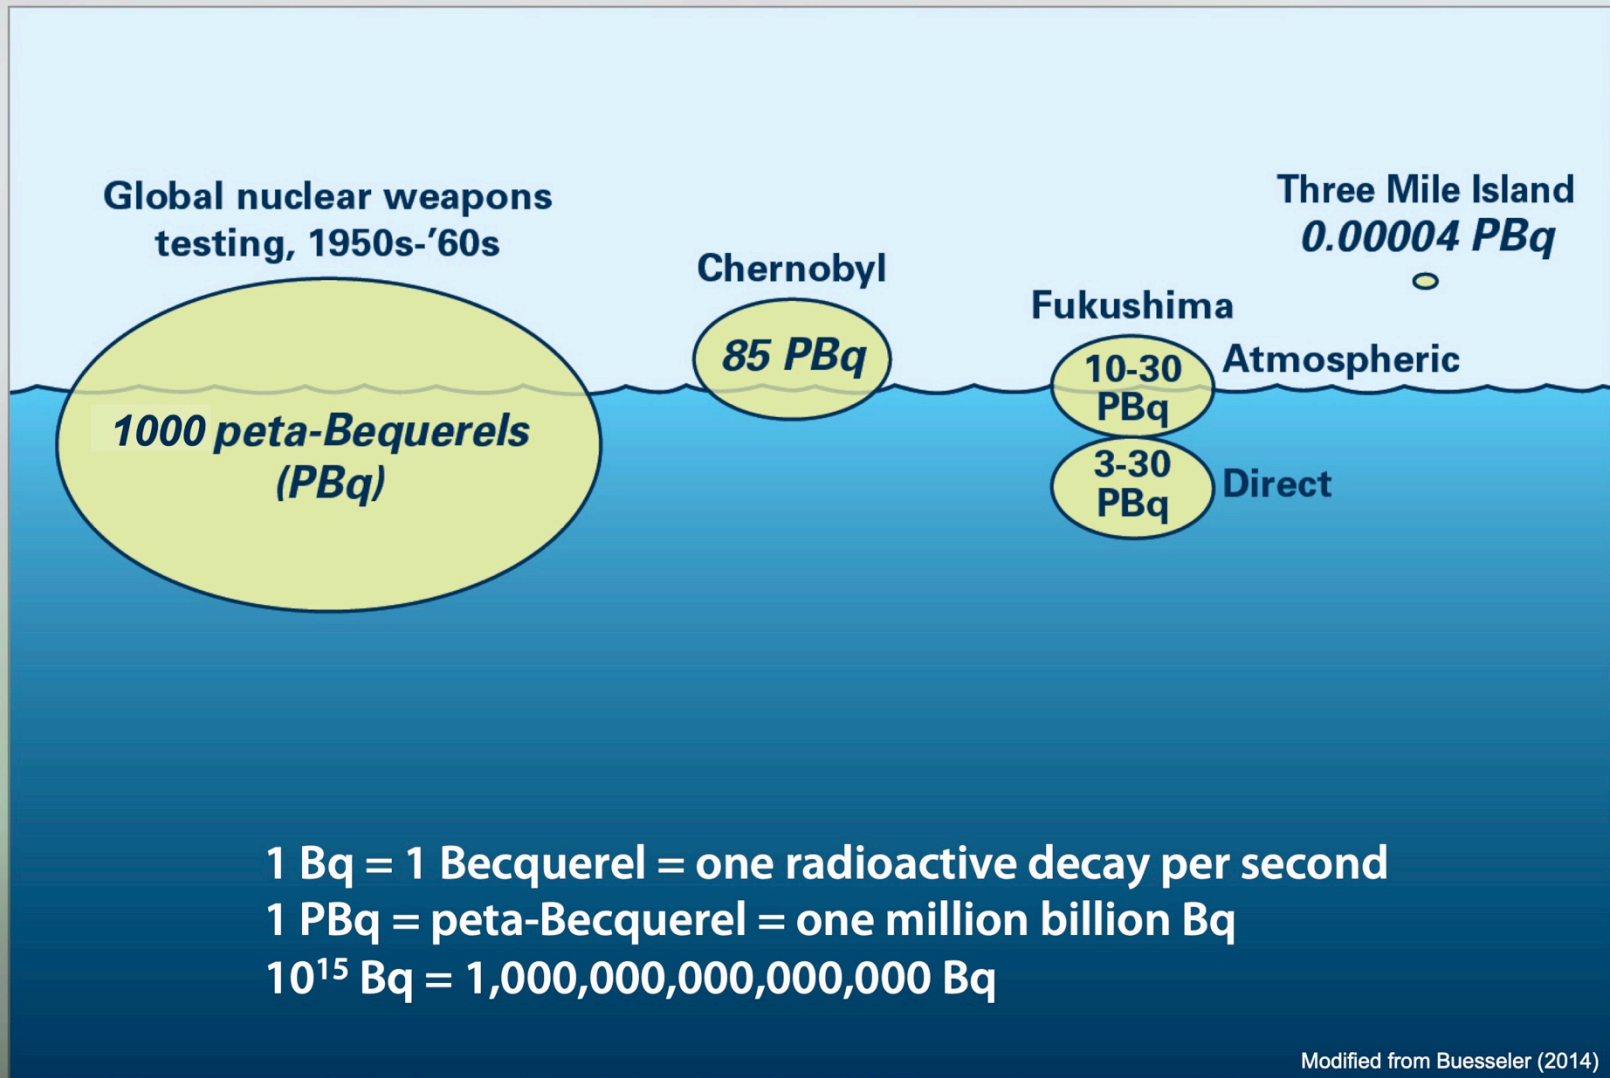 Global nuclear weapons
testing, 1950s-’60s
1000 peta-Bequerels
(PBq)
Chernobyl
85 PBq
Fukushima
10-30
PBq
Atmospheric
3-30
PBq
Direct
Three Mile Island
0.00004 PBq
1 Bq = 1 Becquerel = one radioactive decay per second
1 PBq = peta-Becquerel = one million billion Bq
10¹⁵ Bq = 1,000,000,000,000,000 Bq
Modified from Buesseler (2014)